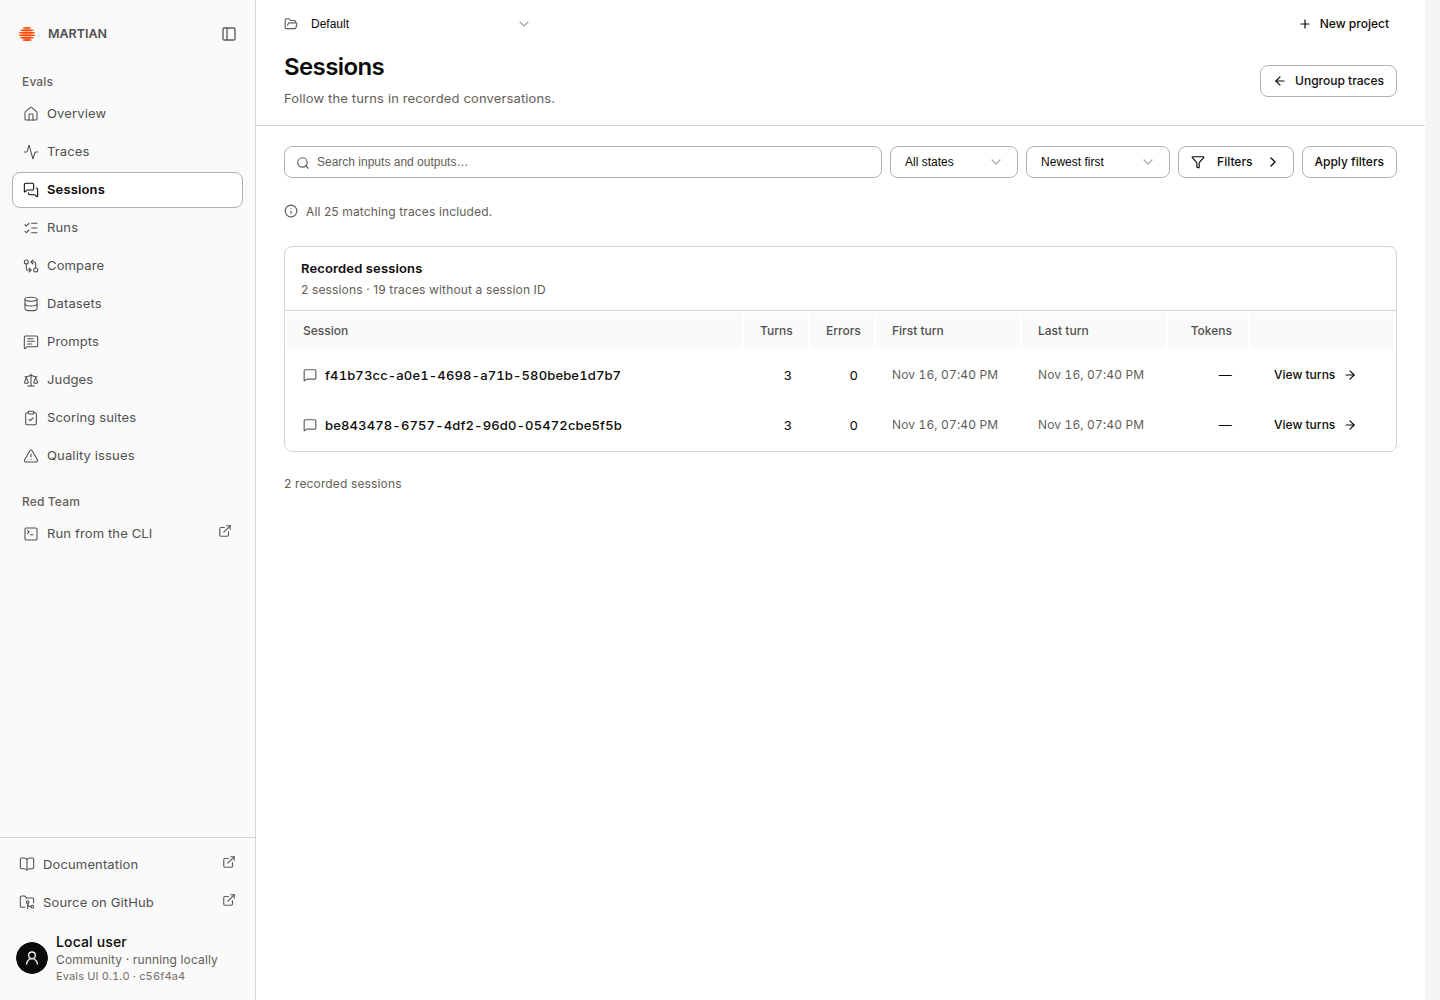 MARTIAN
Evals
Overview
Traces
Sessions
Runs
Compare
Datasets
Prompts
Judges
Scoring suites
Quality issues
Red Team
Run from the CLI
Documentation
Source on GitHub
Local user
Community · running locally
Evals UI 0.1.0 · c56f4a4
Default
New project
Sessions
Follow the turns in recorded conversations.
Ungroup traces
Search inputs and outputs…
All states
Newest first
Filters
Apply filters
All 25 matching traces included.
Recorded sessions
2 sessions · 19 traces without a session ID
Session Turns Errors First turn Last turn Tokens
f41b73cc-a0e1-4698-a71b-580bebe1d7b7 3 0 Nov 16, 07:40 PM Nov 16, 07:40 PM — View turns
be843478-6757-4df2-96d0-05472cbe5f5b 3 0 Nov 16, 07:40 PM Nov 16, 07:40 PM — View turns
2 recorded sessions